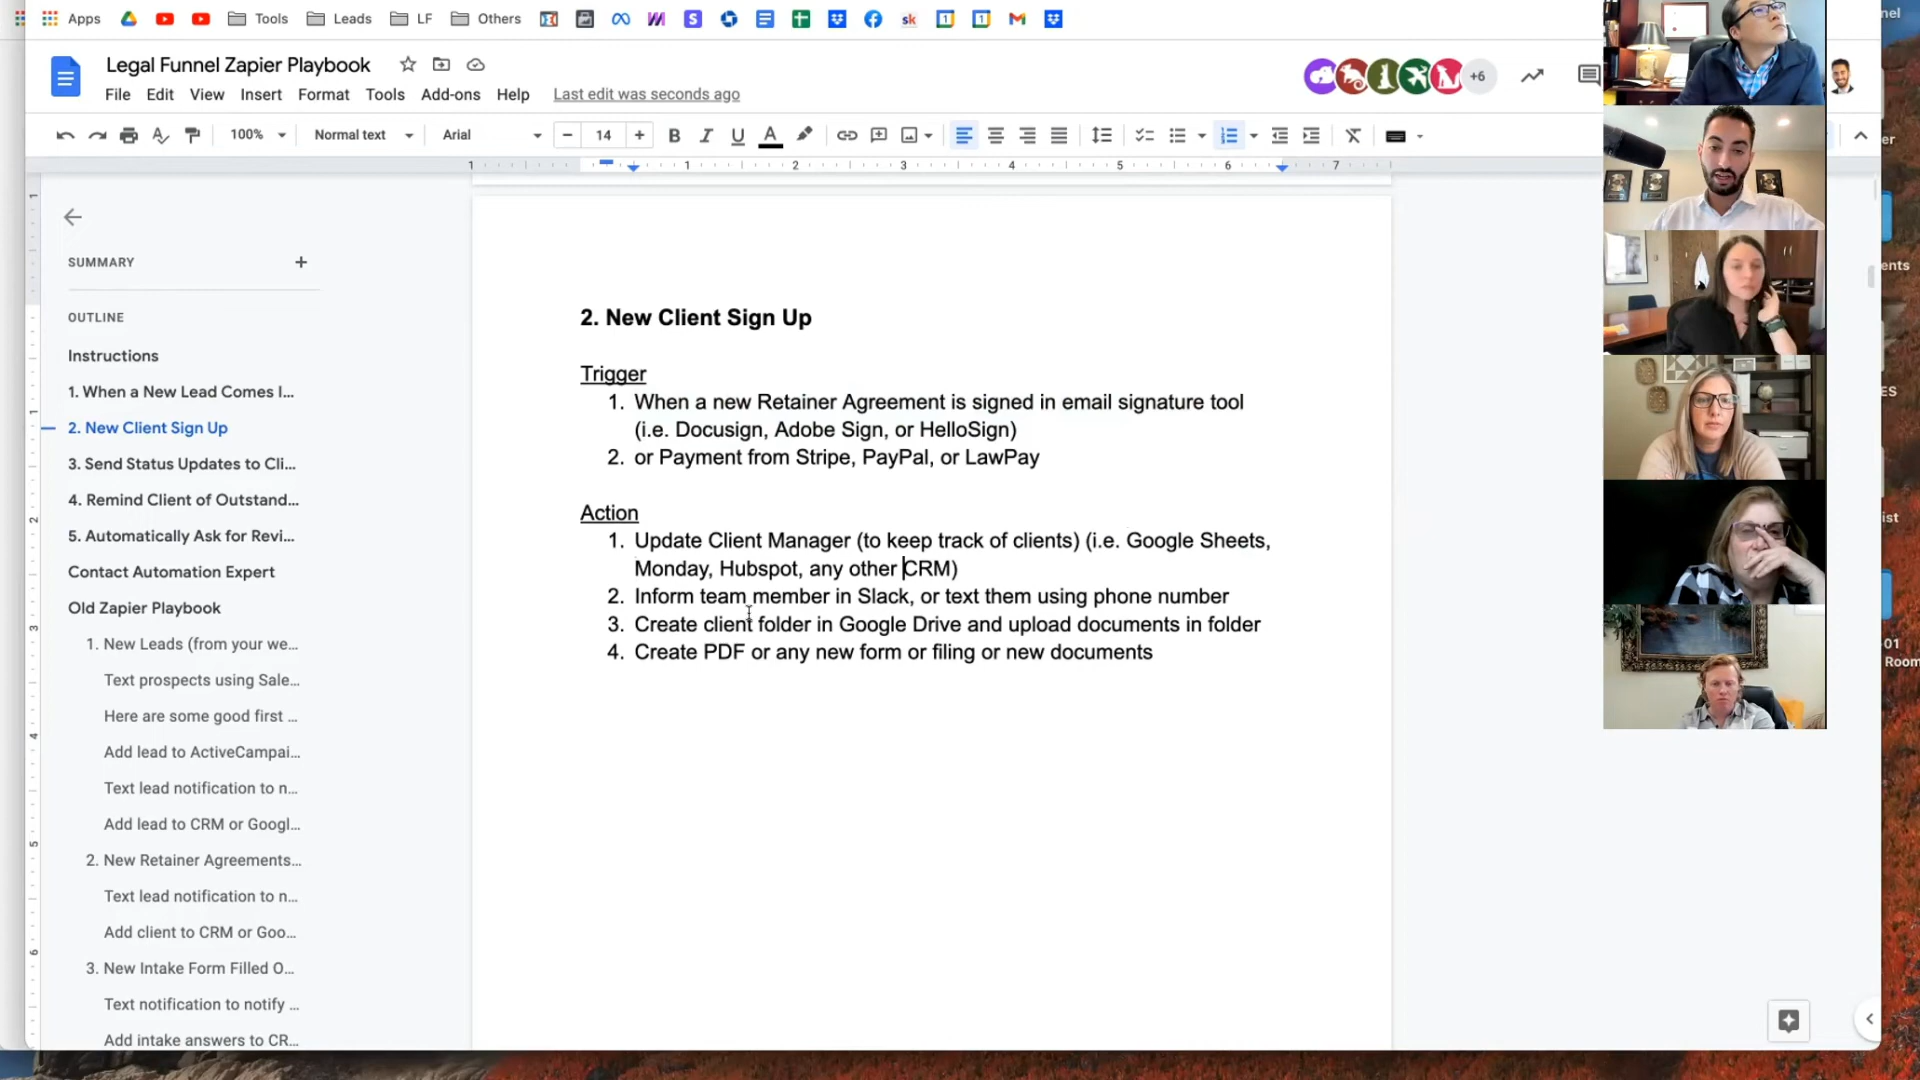 Apps
Tools
Leads
LF
Others
Legal Funnel Zapier Playbook
+6
File Edit View Insert Format Tools Add-ons Help Last edit was seconds ago
100% Normal text Arial 14
1 1 2 3 4 5 6 7
SUMMARY
OUTLINE
Instructions
1. When a New Lead Comes I...
2. New Client Sign Up
3. Send Status Updates to Cli...
4. Remind Client of Outstand...
5. Automatically Ask for Revi...
Contact Automation Expert
Old Zapier Playbook
1. New Leads (from your we...
Text prospects using Sale...
Here are some good first ...
Add lead to ActiveCampai...
Text lead notification to n...
Add lead to CRM or Googl...
2. New Retainer Agreements...
Text lead notification to n...
Add client to CRM or Goo...
3. New Intake Form Filled O...
Text notification to notify ...
Add intake answers to CR...
2. New Client Sign Up
Trigger
1. When a new Retainer Agreement is signed in email signature tool
(i.e. Docusign, Adobe Sign, or HelloSign)
2. or Payment from Stripe, PayPal, or LawPay
Action
1. Update Client Manager (to keep track of clients) (i.e. Google Sheets,
Monday, Hubspot, any other CRM)
2. Inform team member in Slack, or text them using phone number
3. Create client folder in Google Drive and upload documents in folder
4. Create PDF or any new form or filing or new documents